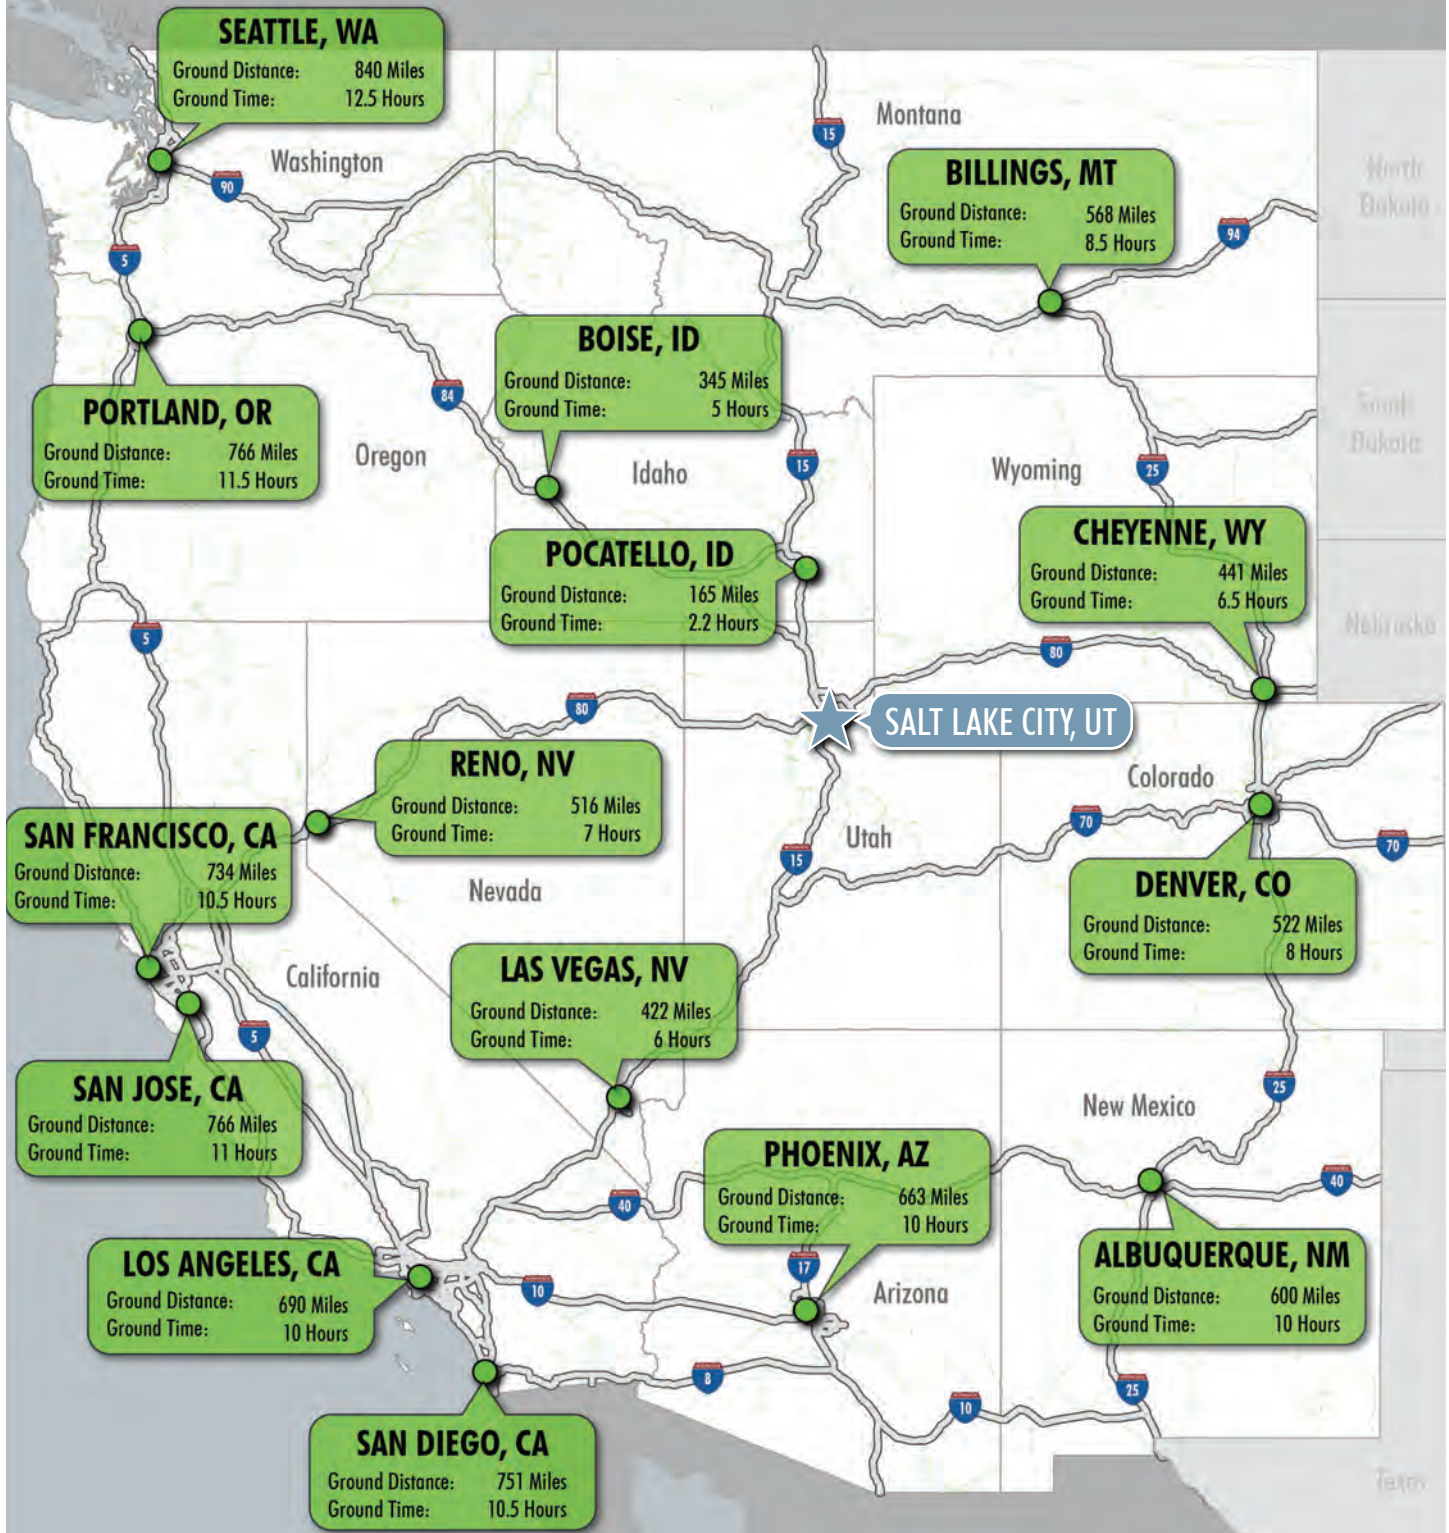 SEATTLE, WA
Ground Distance: 840 Miles
Ground Time: 12.5 Hours
15
Montana
Washington
90
BILLINGS, MT
Ground Distance: 568 Miles
Ground Time: 8.5 Hours
North
Dakota
94
5
BOISE, ID
Ground Distance: 345 Miles
Ground Time: 5 Hours
84
PORTLAND, OR
Ground Distance: 766 Miles
Ground Time: 11.5 Hours
South
Dakota
Oregon
Idaho
15
Wyoming
25
CHEYENNE, WY
Ground Distance: 441 Miles
Ground Time: 6.5 Hours
POCATELLO, ID
Ground Distance: 165 Miles
Ground Time: 2.2 Hours
Nebraska
5
80
80
SALT LAKE CITY, UT
RENO, NV
Ground Distance: 516 Miles
Ground Time: 7 Hours
Colorado
70
70
Utah
15
SAN FRANCISCO, CA
Ground Distance: 734 Miles
Ground Time: 10.5 Hours
Nevada
DENVER, CO
Ground Distance: 522 Miles
Ground Time: 8 Hours
California
LAS VEGAS, NV
Ground Distance: 422 Miles
Ground Time: 6 Hours
5
SAN JOSE, CA
Ground Distance: 766 Miles
Ground Time: 11 Hours
25
New Mexico
PHOENIX, AZ
Ground Distance: 663 Miles
Ground Time: 10 Hours
40
40
LOS ANGELES, CA
Ground Distance: 690 Miles
Ground Time: 10 Hours
17
10
Arizona
ALBUQUERQUE, NM
Ground Distance: 600 Miles
Ground Time: 10 Hours
8
10
25
SAN DIEGO, CA
Ground Distance: 751 Miles
Ground Time: 10.5 Hours
Texas